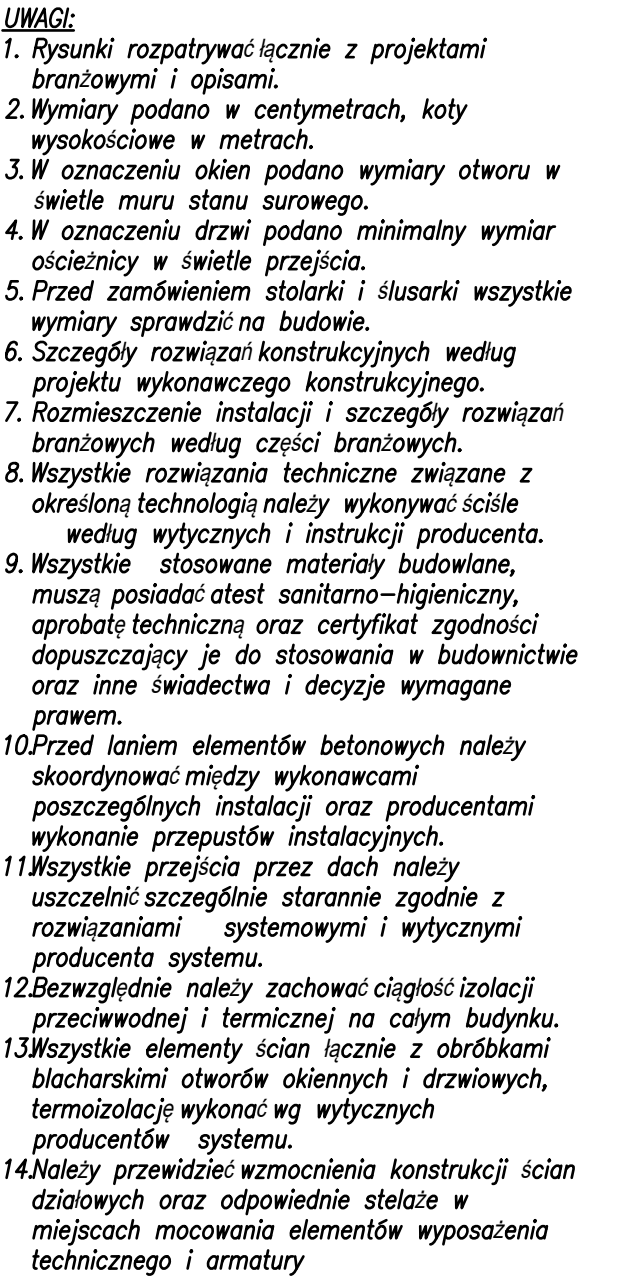 UWAGI:
1. Rysunki rozpatrywać łącznie z projektami
branżowymi i opisami.
2. Wymiary podano w centymetrach, koty
wysokościowe w metrach.
3. W oznaczeniu okien podano wymiary otworu w
świetle muru stanu surowego.
4. W oznaczeniu drzwi podano minimalny wymiar
ościeżnicy w świetle przejścia.
5. Przed zamówieniem stolarki i ślusarki wszystkie
wymiary sprawdzić na budowie.
6. Szczegóły rozwiązań konstrukcyjnych według
projektu wykonawczego konstrukcyjnego.
7. Rozmieszczenie instalacji i szczegóły rozwiązań
branżowych według części branżowych.
8. Wszystkie rozwiązania techniczne związane z
określoną technologią należy wykonywać ściśle
według wytycznych i instrukcji producenta.
9. Wszystkie stosowane materiały budowlane,
muszą posiadać atest sanitarno-higieniczny,
aprobatę techniczną oraz certyfikat zgodności
dopuszczający je do stosowania w budownictwie
oraz inne świadectwa i decyzje wymagane
prawem.
10.Przed laniem elementów betonowych należy
skoordynować między wykonawcami
poszczególnych instalacji oraz producentami
wykonanie przepustów instalacyjnych.
11.Wszystkie przejścia przez dach należy
uszczelnić szczególnie starannie zgodnie z
rozwiązaniami systemowymi i wytycznymi
producenta systemu.
12.Bezwzględnie należy zachować ciągłość izolacji
przeciwwodnej i termicznej na całym budynku.
13.Wszystkie elementy ścian łącznie z obróbkami
blacharskimi otworów okiennych i drzwiowych,
termoizolację wykonać wg wytycznych
producentów systemu.
14.Należy przewidzieć wzmocnienia konstrukcji ścian
działowych oraz odpowiednie stelaże w
miejscach mocowania elementów wyposażenia
technicznego i armatury